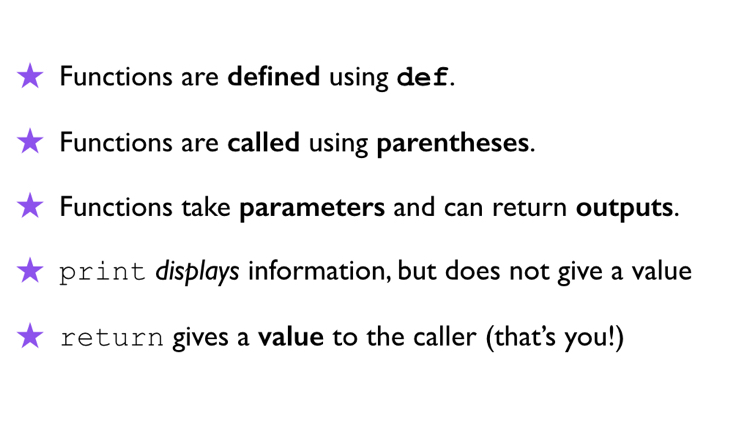 Functions are defined using def.
Functions are called using parentheses.
Functions take parameters and can return outputs.
print displays information, but does not give a value
return gives a value to the caller (that's you!)